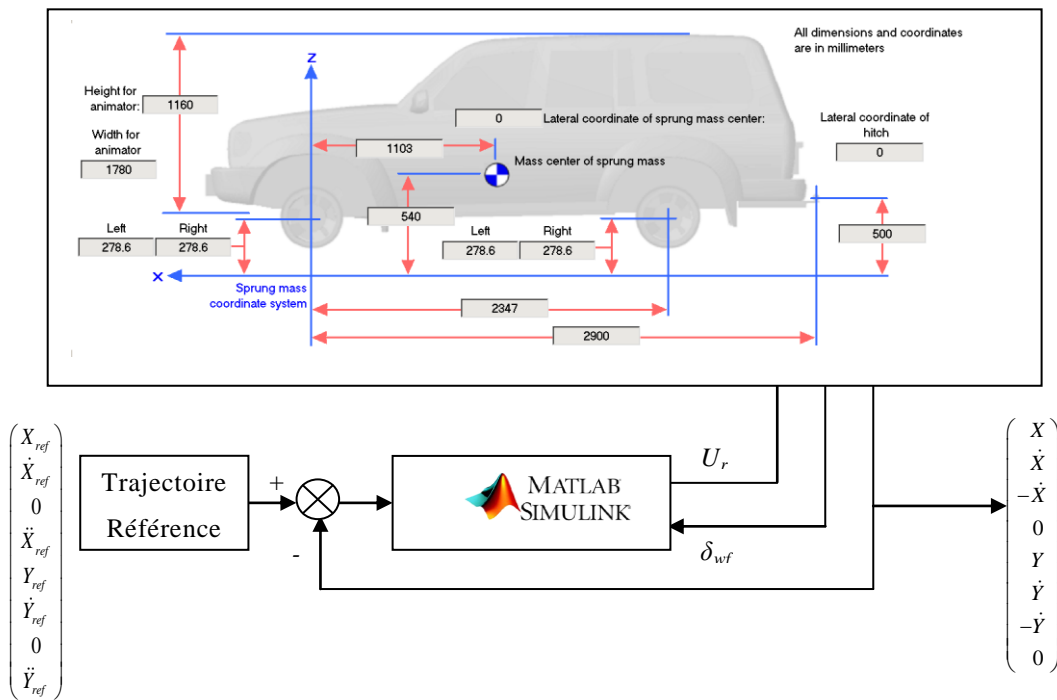 All dimensions and coordinates
are in millimeters
Z
Height for
animator: 1160
0 Lateral coordinate of sprung mass center:
Lateral coordinate of
hitch
0
Width for
animator
1780
1103
Mass center of sprung mass
540
Left Right
278.6 278.6
Left Right
278.6 278.6
500
X
Sprung mass
coordinate system
2347
2900
X_ref
Ẋ_ref
0
Ẍ_ref
Y_ref
Ẏ_ref
0
Ÿ_ref
Trajectoire
Référence
+
-
MATLAB
SIMULINK
U_r
δ_wf
X
Ẋ
−Ẋ
0
Y
Ẏ
−Ẏ
0